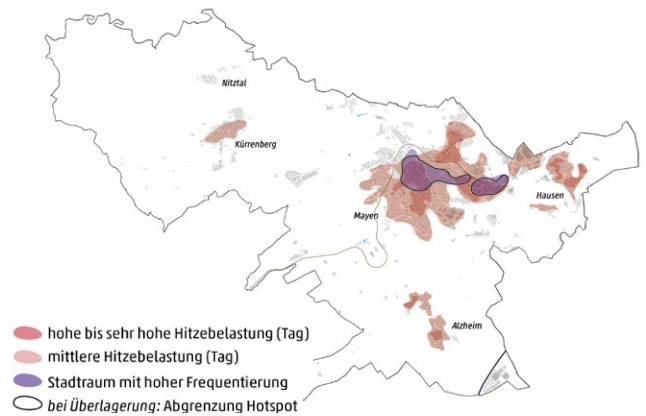 Nitztal
Kürrenberg
Hausen
Mayen
Alzheim
hohe bis sehr hohe Hitzebelastung (Tag)
mittlere Hitzebelastung (Tag)
Stadtraum mit hoher Frequentierung
bei Überlagerung: Abgrenzung Hotspot